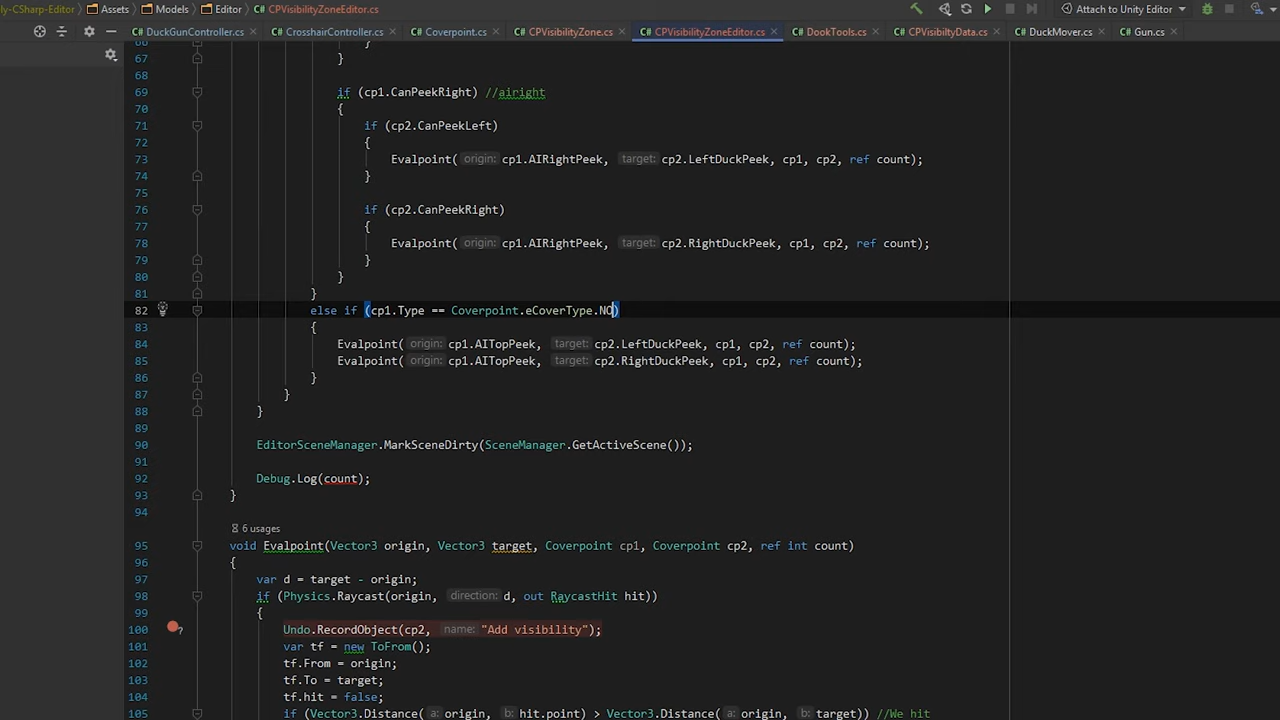 ly-CSharp-Editor Assets Models Editor CPVisibilityZoneEditor.cs Attach to Unity Editor
DuckGunController.cs CrosshairController.cs Coverpoint.cs CPVisibilityZone.cs CPVisibilityZoneEditor.cs DookTools.cs CPVisibiltyData.cs DuckMover.cs Gun.cs
66 }
67 }
68
69 if (cp1.CanPeekRight) //airight
70 {
71 if (cp2.CanPeekLeft)
72 {
73 Evalpoint( origin: cp1.AIRightPeek, target: cp2.LeftDuckPeek, cp1, cp2, ref count);
74 }
75
76 if (cp2.CanPeekRight)
77 {
78 Evalpoint( origin: cp1.AIRightPeek, target: cp2.RightDuckPeek, cp1, cp2, ref count);
79 }
80 }
81 }
82 else if (cp1.Type == Coverpoint.eCoverType.NO)
83 {
84 Evalpoint( origin: cp1.AITopPeek, target: cp2.LeftDuckPeek, cp1, cp2, ref count);
85 Evalpoint( origin: cp1.AITopPeek, target: cp2.RightDuckPeek, cp1, cp2, ref count);
86 }
87 }
88 }
89
90 EditorSceneManager.MarkSceneDirty(SceneManager.GetActiveScene());
91
92 Debug.Log(count);
93 }
94
6 usages
95 void Evalpoint(Vector3 origin, Vector3 target, Coverpoint cp1, Coverpoint cp2, ref int count)
96 {
97 var d = target - origin;
98 if (Physics.Raycast(origin, direction: d, out RaycastHit hit))
99 {
100 Undo.RecordObject(cp2, name: "Add visibility");
101 var tf = new ToFrom();
102 tf.From = origin;
103 tf.To = target;
104 tf.hit = false;
105 if (Vector3.Distance( a: origin, b: hit.point) > Vector3.Distance( a: origin, b: target)) //We hit